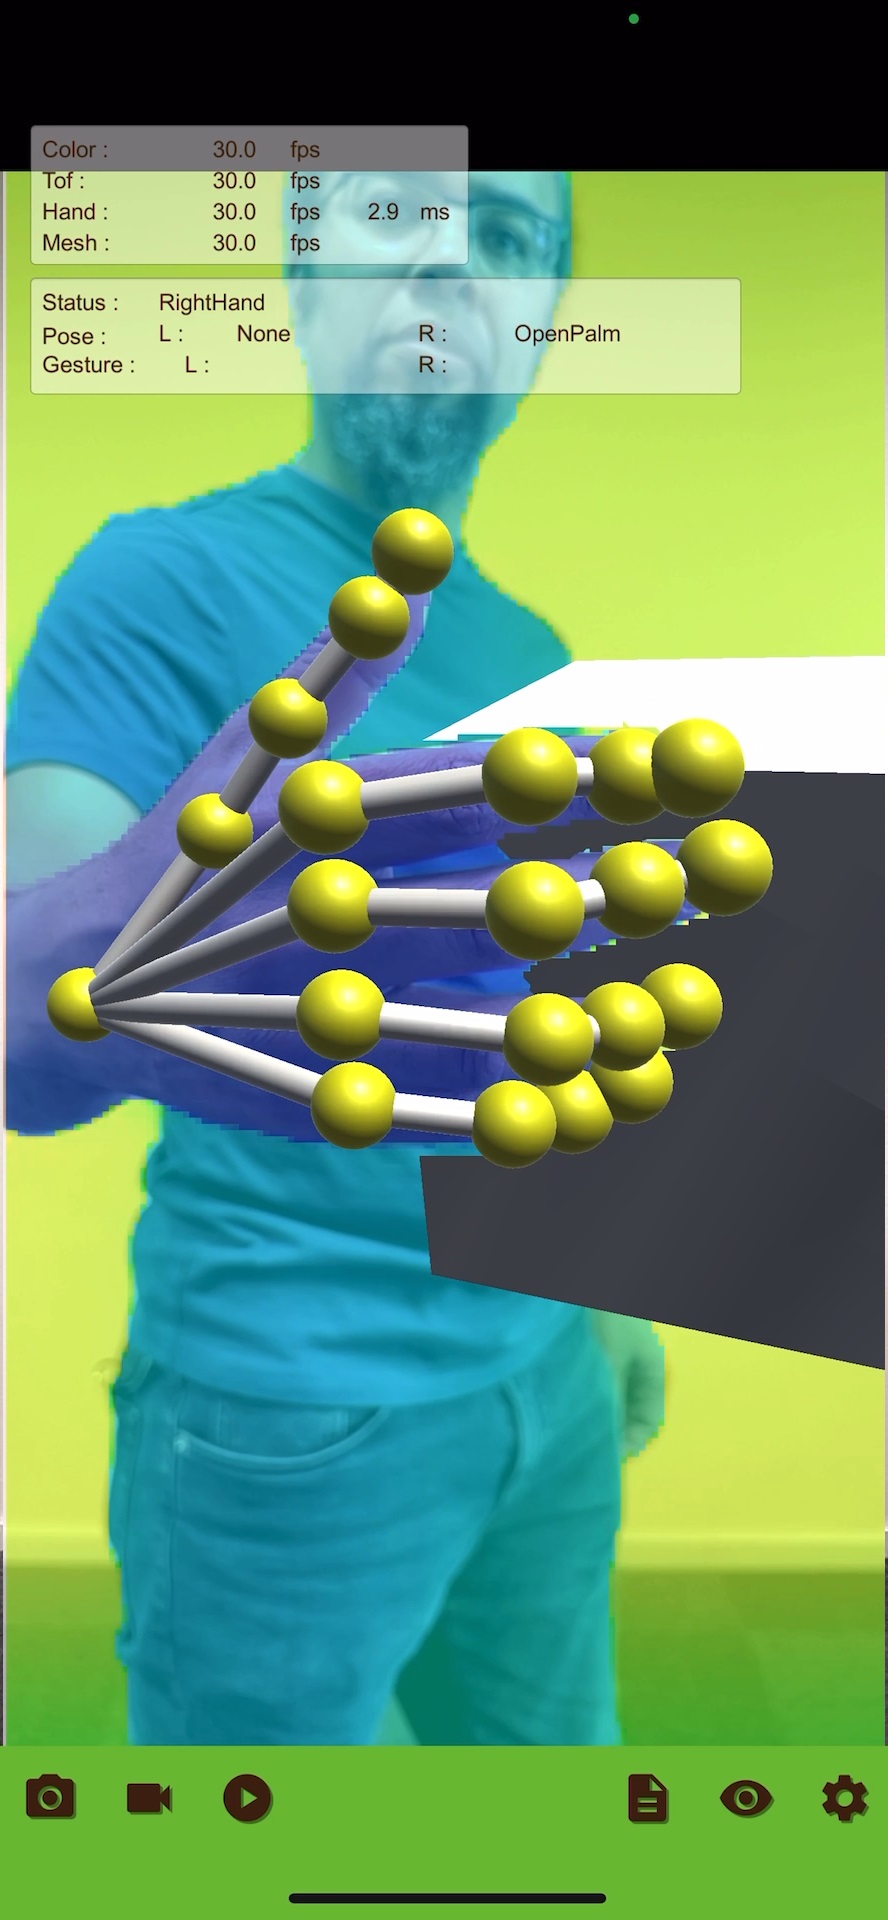 Color : 30.0 fps
Tof : 30.0 fps
Hand : 30.0 fps 2.9 ms
Mesh : 30.0 fps
Status : RightHand
Pose : L : None R : OpenPalm
Gesture : L : R :